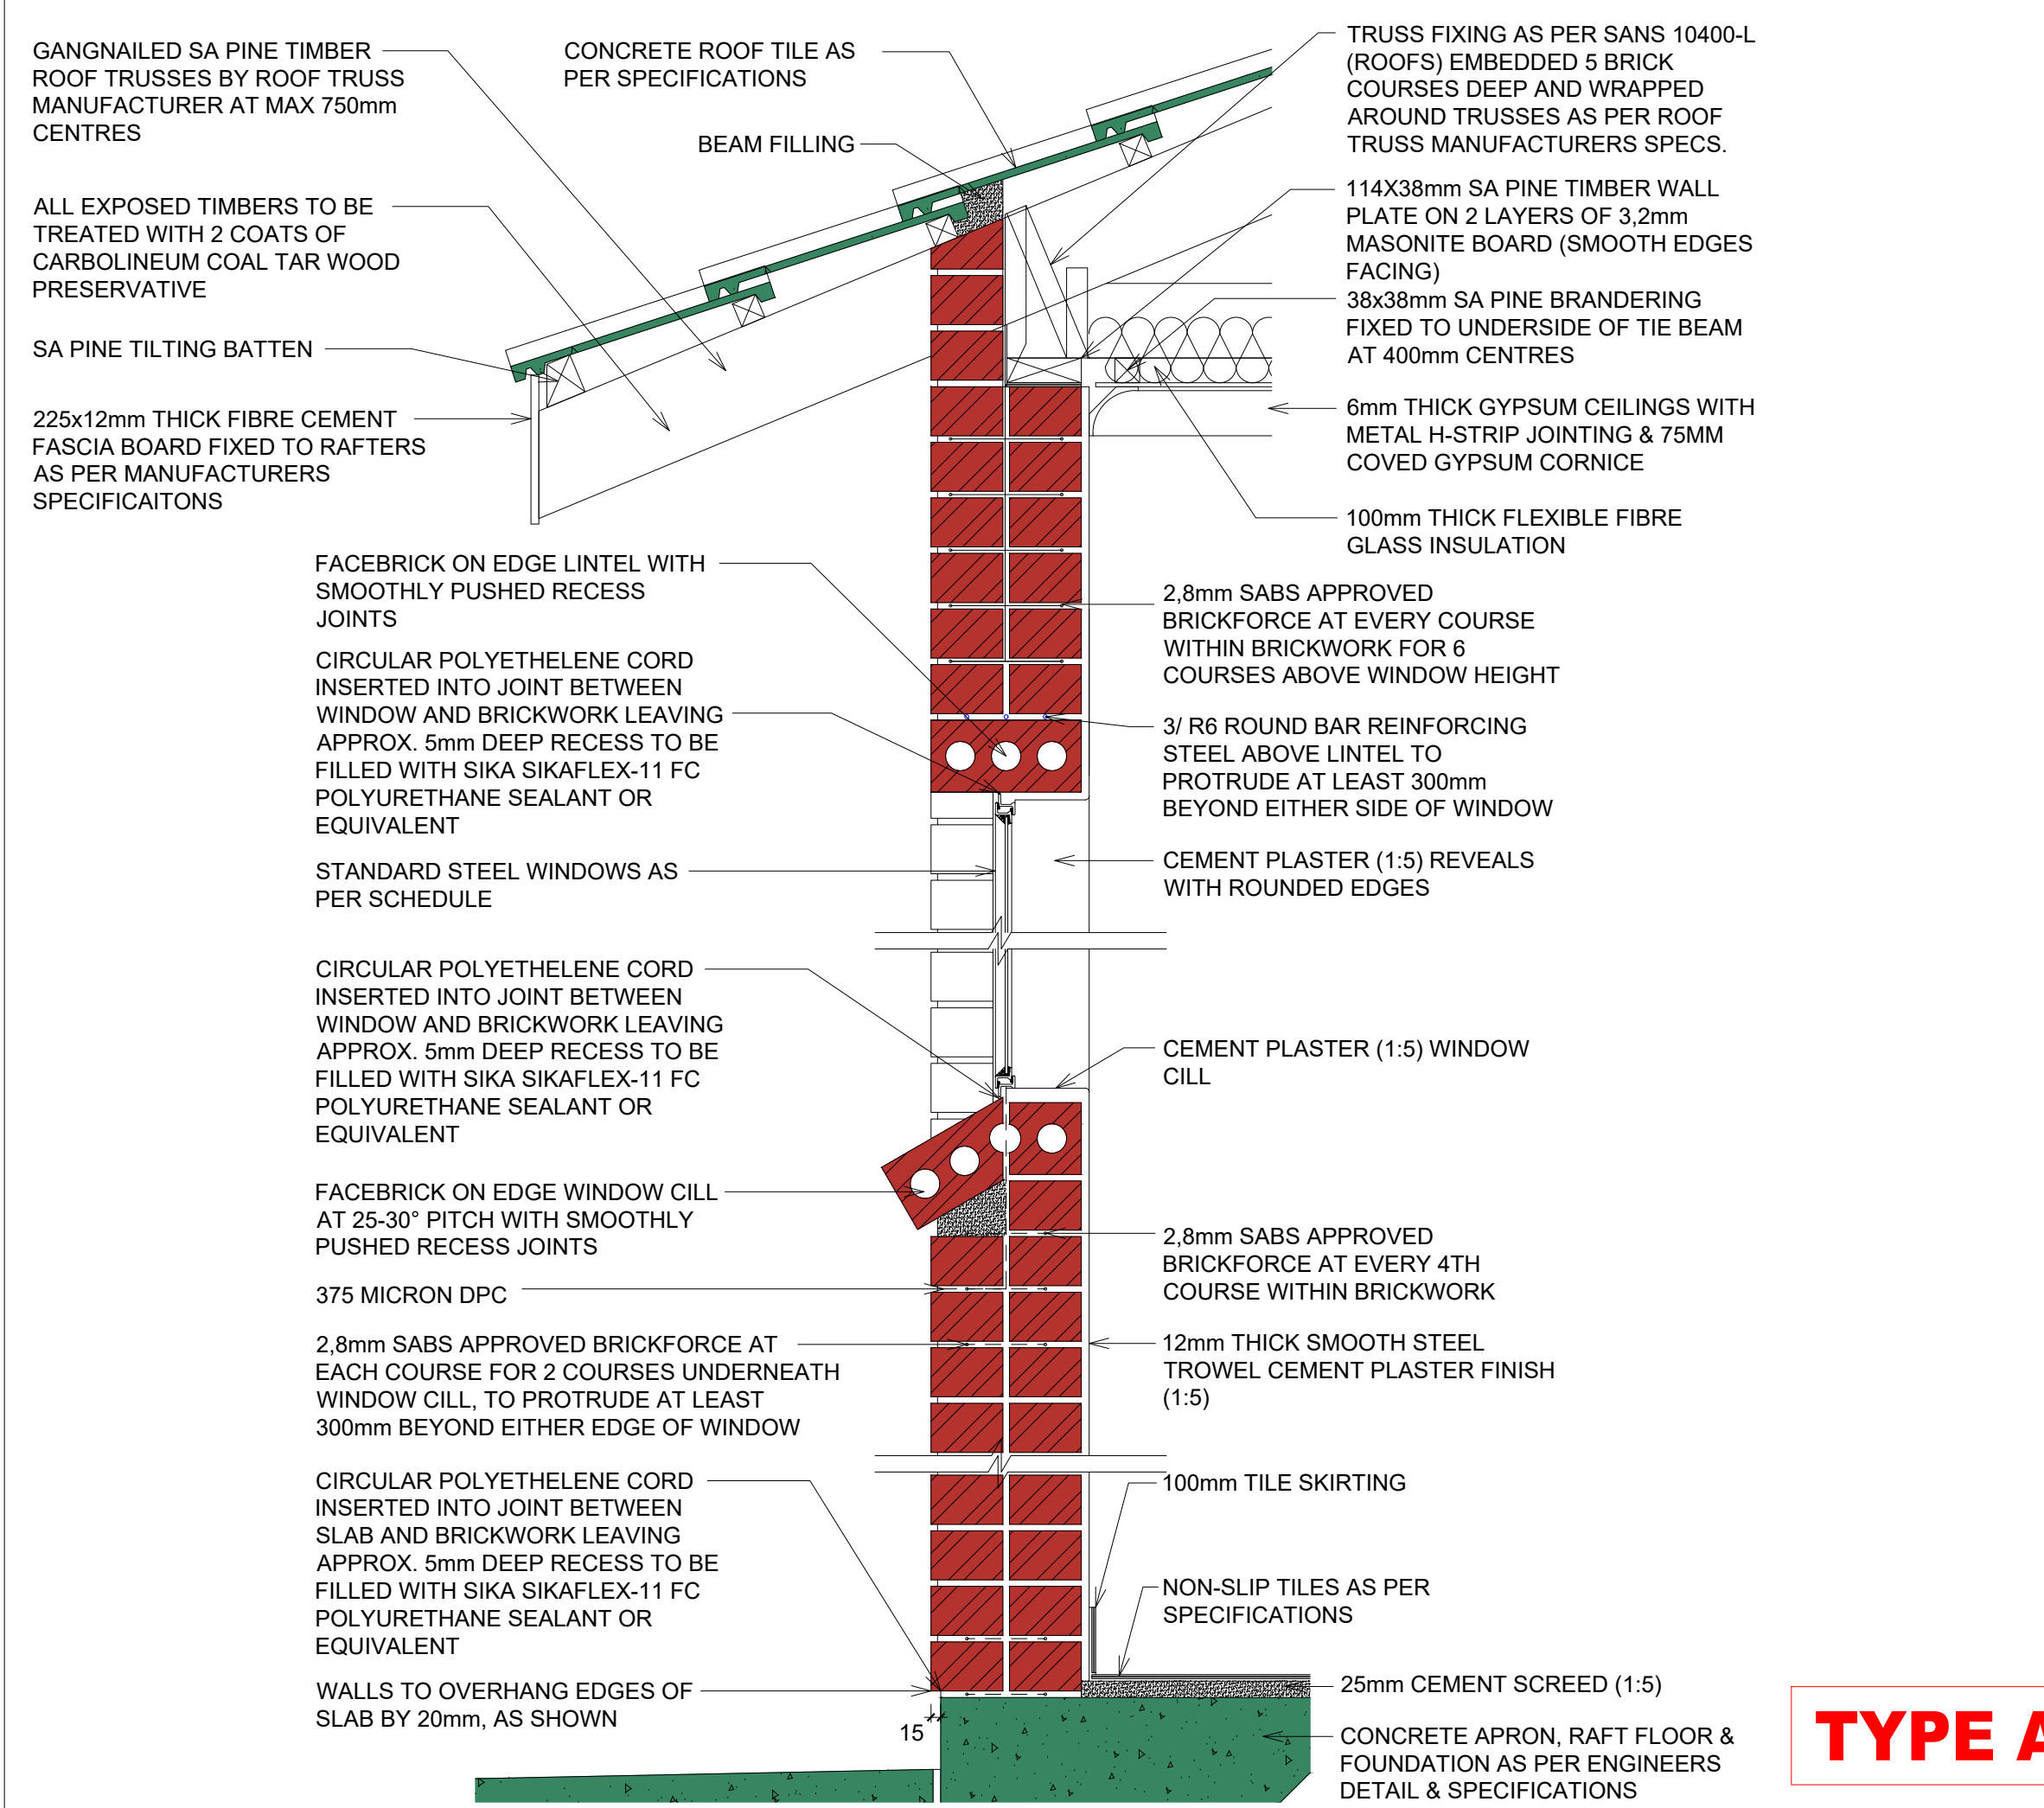 GANGNAILED SA PINE TIMBER
ROOF TRUSSES BY ROOF TRUSS
MANUFACTURER AT MAX 750mm
CENTRES
ALL EXPOSED TIMBERS TO BE
TREATED WITH 2 COATS OF
CARBOLINEUM COAL TAR WOOD
PRESERVATIVE
SA PINE TILTING BATTEN
225x12mm THICK FIBRE CEMENT
FASCIA BOARD FIXED TO RAFTERS
AS PER MANUFACTURERS
SPECIFICAITONS
CONCRETE ROOF TILE AS
PER SPECIFICATIONS
BEAM FILLING
FACEBRICK ON EDGE LINTEL WITH
SMOOTHLY PUSHED RECESS
JOINTS
CIRCULAR POLYETHELENE CORD
INSERTED INTO JOINT BETWEEN
WINDOW AND BRICKWORK LEAVING
APPROX. 5mm DEEP RECESS TO BE
FILLED WITH SIKA SIKAFLEX-11 FC
POLYURETHANE SEALANT OR
EQUIVALENT
STANDARD STEEL WINDOWS AS
PER SCHEDULE
CIRCULAR POLYETHELENE CORD
INSERTED INTO JOINT BETWEEN
WINDOW AND BRICKWORK LEAVING
APPROX. 5mm DEEP RECESS TO BE
FILLED WITH SIKA SIKAFLEX-11 FC
POLYURETHANE SEALANT OR
EQUIVALENT
FACEBRICK ON EDGE WINDOW CILL
AT 25-30° PITCH WITH SMOOTHLY
PUSHED RECESS JOINTS
375 MICRON DPC
2,8mm SABS APPROVED BRICKFORCE AT
EACH COURSE FOR 2 COURSES UNDERNEATH
WINDOW CILL, TO PROTRUDE AT LEAST
300mm BEYOND EITHER EDGE OF WINDOW
CIRCULAR POLYETHELENE CORD
INSERTED INTO JOINT BETWEEN
SLAB AND BRICKWORK LEAVING
APPROX. 5mm DEEP RECESS TO BE
FILLED WITH SIKA SIKAFLEX-11 FC
POLYURETHANE SEALANT OR
EQUIVALENT
WALLS TO OVERHANG EDGES OF
SLAB BY 20mm, AS SHOWN
15
TRUSS FIXING AS PER SANS 10400-L
(ROOFS) EMBEDDED 5 BRICK
COURSES DEEP AND WRAPPED
AROUND TRUSSES AS PER ROOF
TRUSS MANUFACTURERS SPECS.
114X38mm SA PINE TIMBER WALL
PLATE ON 2 LAYERS OF 3,2mm
MASONITE BOARD (SMOOTH EDGES
FACING)
38x38mm SA PINE BRANDERING
FIXED TO UNDERSIDE OF TIE BEAM
AT 400mm CENTRES
6mm THICK GYPSUM CEILINGS WITH
METAL H-STRIP JOINTING & 75MM
COVED GYPSUM CORNICE
100mm THICK FLEXIBLE FIBRE
GLASS INSULATION
2,8mm SABS APPROVED
BRICKFORCE AT EVERY COURSE
WITHIN BRICKWORK FOR 6
COURSES ABOVE WINDOW HEIGHT
3/ R6 ROUND BAR REINFORCING
STEEL ABOVE LINTEL TO
PROTRUDE AT LEAST 300mm
BEYOND EITHER SIDE OF WINDOW
CEMENT PLASTER (1:5) REVEALS
WITH ROUNDED EDGES
CEMENT PLASTER (1:5) WINDOW
CILL
2,8mm SABS APPROVED
BRICKFORCE AT EVERY 4TH
COURSE WITHIN BRICKWORK
12mm THICK SMOOTH STEEL
TROWEL CEMENT PLASTER FINISH
(1:5)
100mm TILE SKIRTING
NON-SLIP TILES AS PER
SPECIFICATIONS
25mm CEMENT SCREED (1:5)
CONCRETE APRON, RAFT FLOOR &
FOUNDATION AS PER ENGINEERS
DETAIL & SPECIFICATIONS
TYPE A